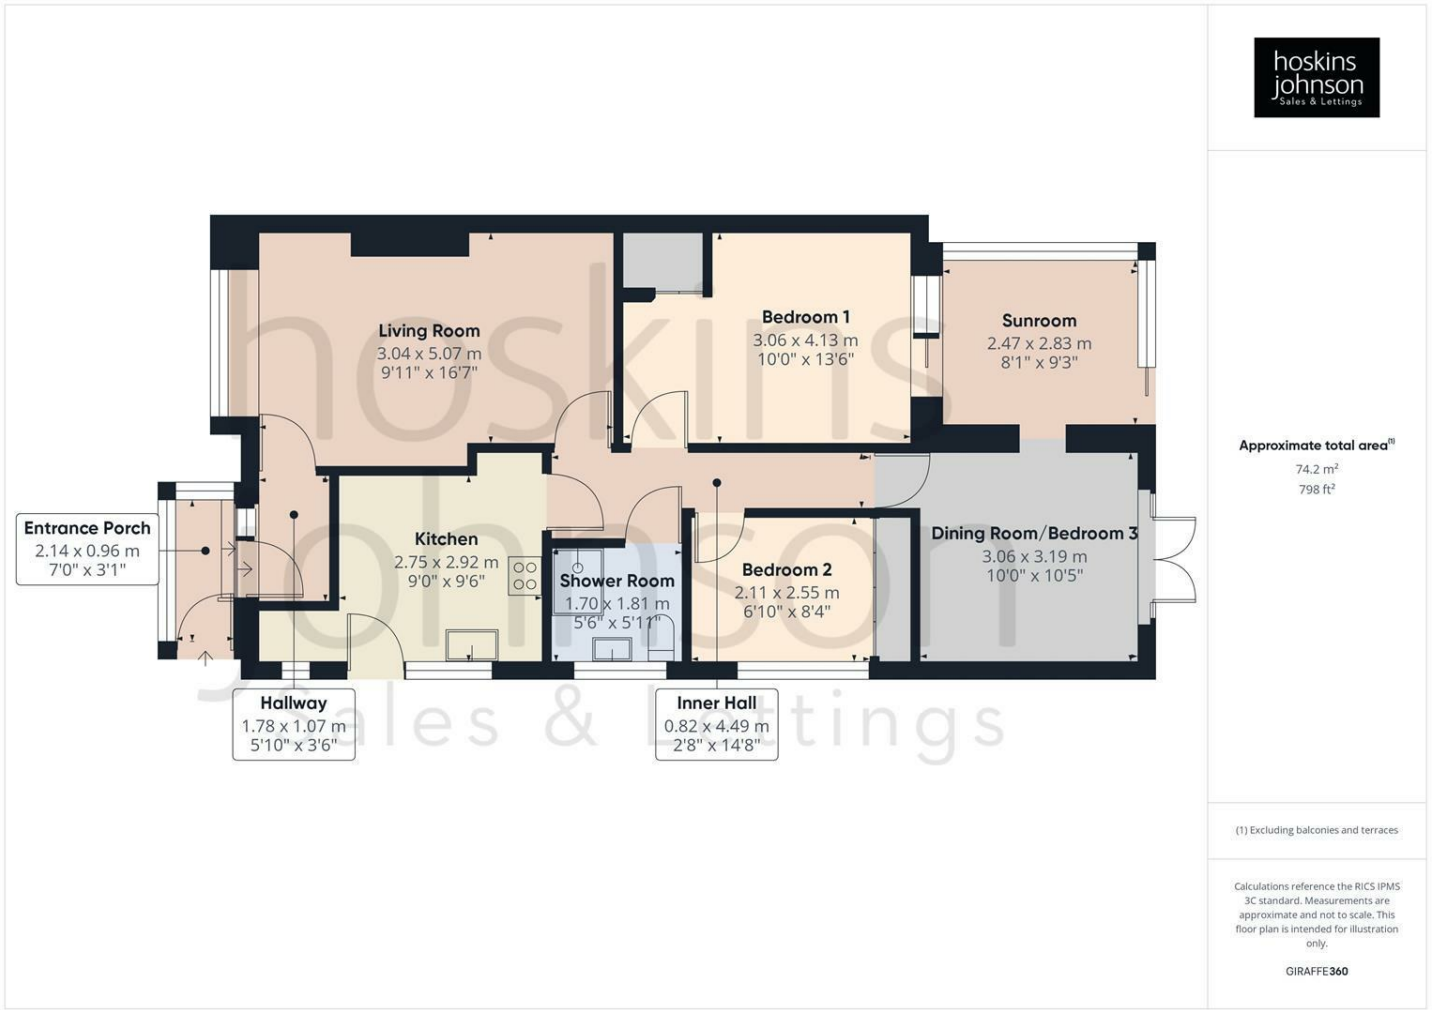 hoskins
johnson
Sales & Lettings
Living Room
3.04 x 5.07 m
9'11" x 16'7"
Bedroom 1
3.06 x 4.13 m
10'0" x 13'6"
Sunroom
2.47 x 2.83 m
8'1" x 9'3"
Entrance Porch
2.14 x 0.96 m
7'0" x 3'1"
Kitchen
2.75 x 2.92 m
9'0" x 9'6"
Shower Room
1.70 x 1.81 m
5'6" x 5'11"
Bedroom 2
2.11 x 2.55 m
6'10" x 8'4"
Dining Room/Bedroom 3
3.06 x 3.19 m
10'0" x 10'5"
Hallway
1.78 x 1.07 m
5'10" x 3'6"
Inner Hall
0.82 x 4.49 m
2'8" x 14'8"
hoskins
johnson
Sales & Lettings
Approximate total area(1)
74.2 m²
798 ft²
(1) Excluding balconies and terraces
Calculations reference the RICS IPMS
3C standard. Measurements are
approximate and not to scale. This
floor plan is intended for illustration
only.
GIRAFFE360